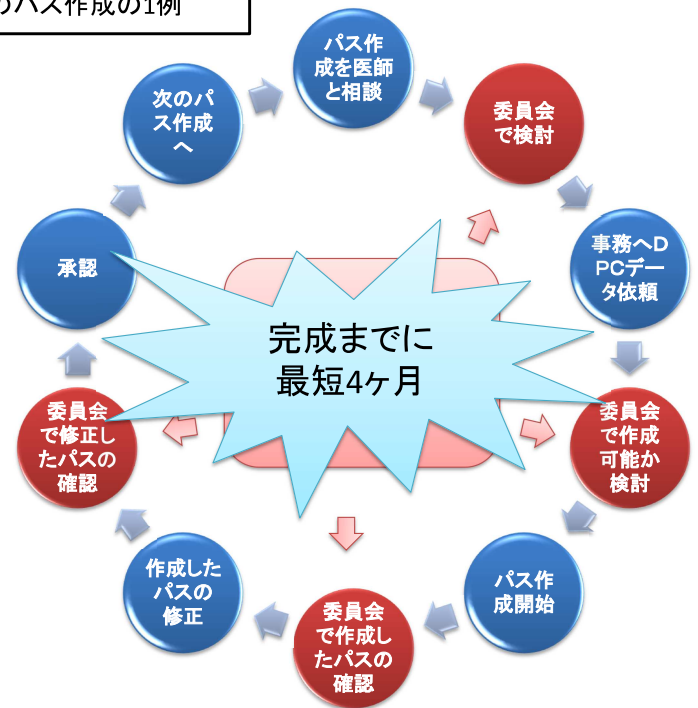 のパス作成の1例
パス作
成を医師
と相談
委員会
で検討
事務へD
PCデー
タ依頼
委員会
で作成
可能か
検討
パス作
成開始
委員会
で作成し
たパスの
確認
作成した
パスの
修正
委員会
で修正し
たパスの
確認
承認
次のパ
ス作成
へ
完成までに
最短4ヶ月